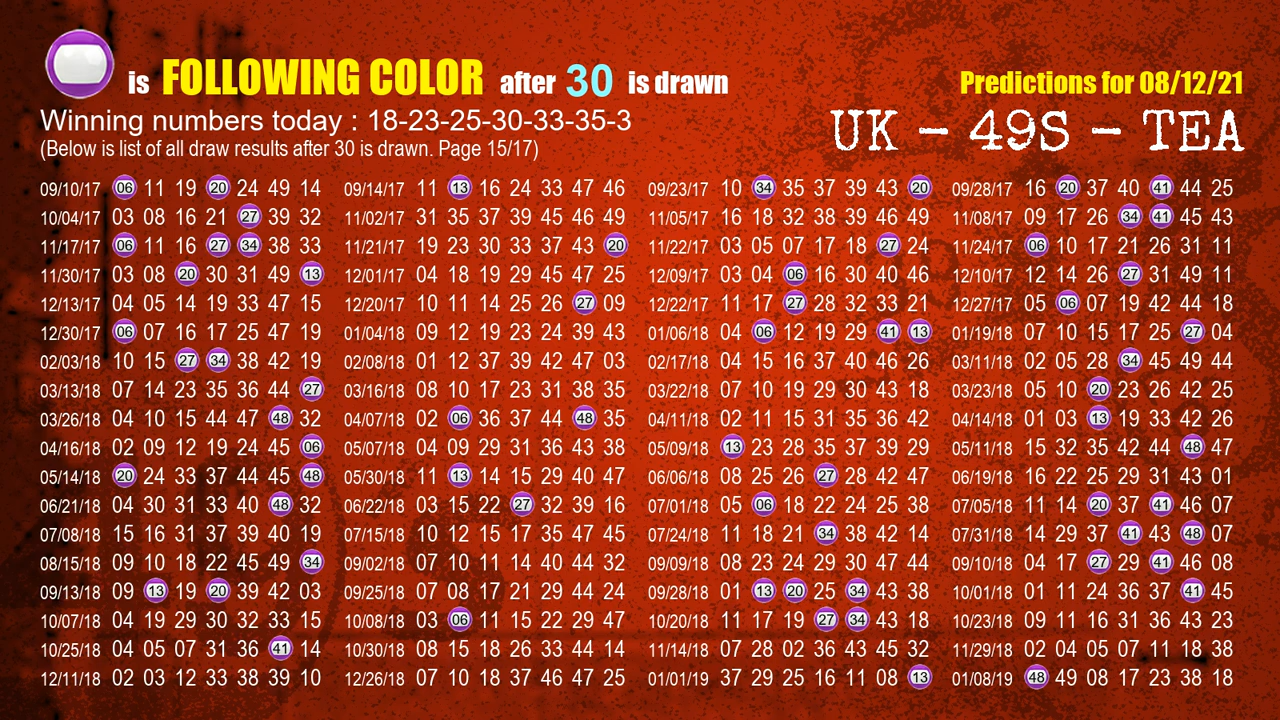 is FOLLOWING COLOR after 30 is drawn
Predictions for 08/12/21
Winning numbers today : 18-23-25-30-33-35-3
UK - 49S - TEA
(Below is list of all draw results after 30 is drawn. Page 15/17)
09/10/17 06 11 19 20 24 49 14 09/14/17 11 13 16 24 33 47 46 09/23/17 10 34 35 37 39 43 20 09/28/17 16 20 37 40 41 44 25
10/04/17 03 08 16 21 27 39 32 11/02/17 31 35 37 39 45 46 49 11/05/17 16 18 32 38 39 46 49 11/08/17 09 17 26 34 41 45 43
11/17/17 06 11 16 27 34 38 33 11/21/17 19 23 30 33 37 43 20 11/22/17 03 05 07 17 18 27 24 11/24/17 06 10 17 21 26 31 11
11/30/17 03 08 20 30 31 49 13 12/01/17 04 18 19 29 45 47 25 12/09/17 03 04 06 16 30 40 46 12/10/17 12 14 26 27 31 49 11
12/13/17 04 05 14 19 33 47 15 12/20/17 10 11 14 25 26 27 09 12/22/17 11 17 27 28 32 33 21 12/27/17 05 06 07 19 42 44 18
12/30/17 06 07 16 17 25 47 19 01/04/18 09 12 19 23 24 39 43 01/06/18 04 06 12 19 29 41 13 01/19/18 07 10 15 17 25 27 04
02/03/18 10 15 27 34 38 42 19 02/08/18 01 12 37 39 42 47 03 02/17/18 04 15 16 37 40 46 26 03/11/18 02 05 28 34 45 49 44
03/13/18 07 14 23 35 36 44 27 03/16/18 08 10 17 23 31 38 35 03/22/18 07 10 19 29 30 43 18 03/23/18 05 10 20 23 26 42 25
03/26/18 04 10 15 44 47 48 32 04/07/18 02 06 36 37 44 48 35 04/11/18 02 11 15 31 35 36 42 04/14/18 01 03 13 19 33 42 26
04/16/18 02 09 12 19 24 45 06 05/07/18 04 09 29 31 36 43 38 05/09/18 13 23 28 35 37 39 29 05/11/18 15 32 35 42 44 48 47
05/14/18 20 24 33 37 44 45 48 05/30/18 11 13 14 15 29 40 47 06/06/18 08 25 26 27 28 42 47 06/19/18 16 22 25 29 31 43 01
06/21/18 04 30 31 33 40 48 32 06/22/18 03 15 22 27 32 39 16 07/01/18 05 06 18 22 24 25 38 07/05/18 11 14 20 37 41 46 07
07/08/18 15 16 31 37 39 40 19 07/15/18 10 12 15 17 35 47 45 07/24/18 11 18 21 34 38 42 14 07/31/18 14 29 37 41 43 48 07
08/15/18 09 10 18 22 45 49 34 09/02/18 07 10 11 14 40 44 32 09/09/18 08 23 24 29 30 47 44 09/10/18 04 17 27 29 41 46 08
09/13/18 09 13 19 20 39 42 03 09/25/18 07 08 17 21 29 44 24 09/28/18 01 13 20 34 43 38 10/01/18 01 11 24 36 37 41 45
10/07/18 04 19 29 30 32 33 15 10/08/18 03 06 11 15 22 29 47 10/20/18 11 17 19 27 34 43 18 10/23/18 09 11 16 31 36 43 23
10/25/18 04 05 07 31 36 41 14 10/30/18 08 15 18 26 33 44 14 11/14/18 07 28 02 36 43 45 32 11/29/18 02 04 05 07 11 18 38
12/11/18 02 03 12 33 38 39 10 12/26/18 07 10 18 37 46 47 25 01/01/19 37 29 25 16 11 08 13 01/08/19 48 49 08 17 23 38 18